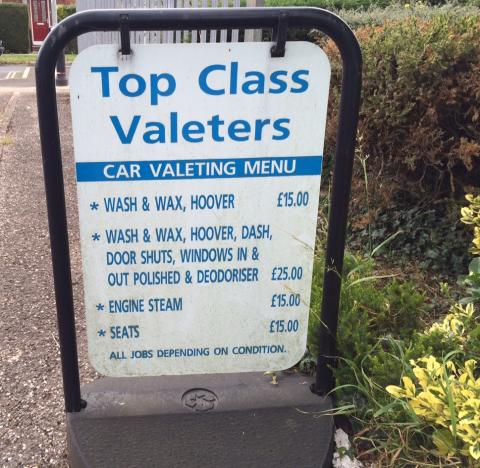 Top Class
Valeters
CAR VALETING MENU
* WASH & WAX, HOOVER £15.00
* WASH & WAX, HOOVER, DASH,
DOOR SHUTS, WINDOWS IN &
OUT POLISHED & DEODORISER £25.00
* ENGINE STEAM £15.00
* SEATS £15.00
ALL JOBS DEPENDING ON CONDITION.